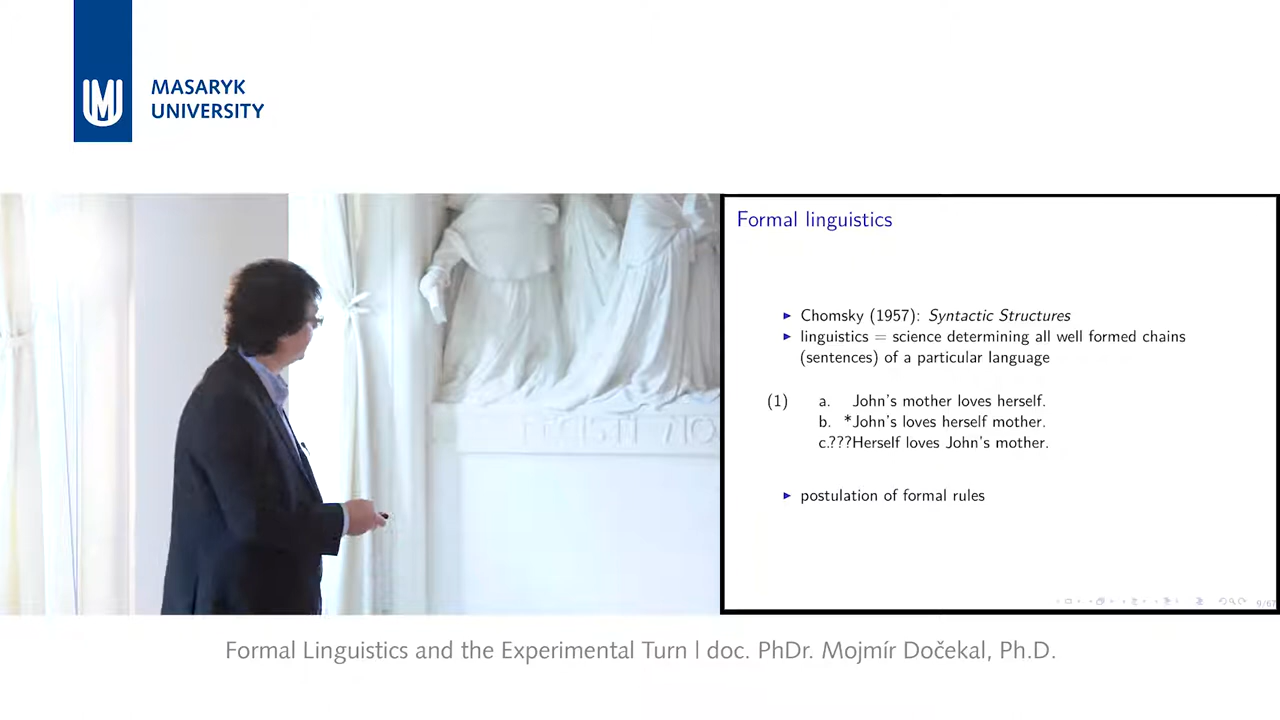 MASARYK
UNIVERSITY
Formal linguistics
▶ Chomsky (1957): Syntactic Structures
▶ linguistics = science determining all well formed chains
(sentences) of a particular language
(1) a. John's mother loves herself.
b. *John's loves herself mother.
c.???Herself loves John's mother.
▶ postulation of formal rules
9/67
Formal Linguistics and the Experimental Turn | doc. PhDr. Mojmír Dočekal, Ph.D.